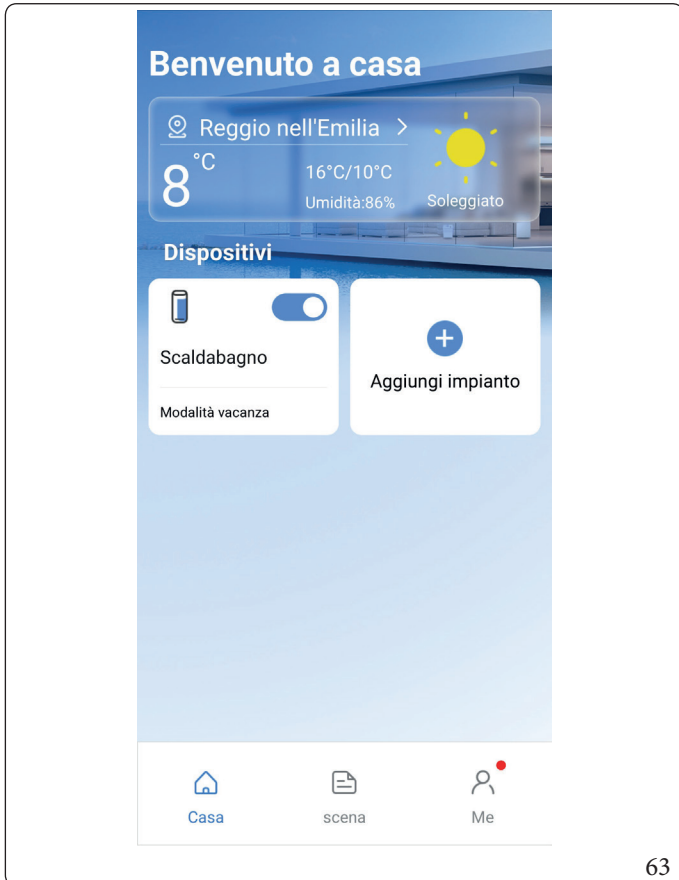 Benvenuto a casa
Reggio nell'Emilia >
8°C
16°C/10°C
Umidità:86%
Soleggiato
Dispositivi
Scaldabagno
Modalità vacanza
Aggiungi impianto
Casa
scena
Me
63